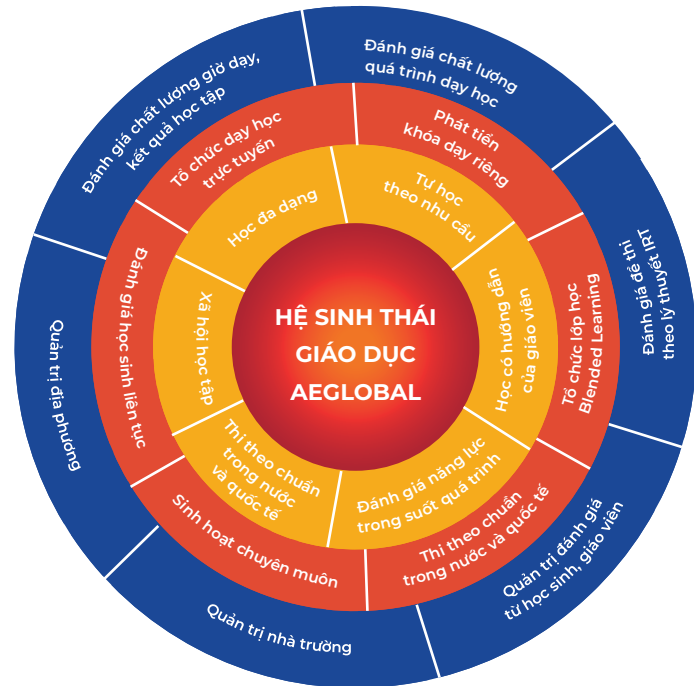 HỆ SINH THÁI
GIÁO DỤC
AEGLOBAL
Học đa dạng
Tự học
theo nhu cầu
Học có hướng dẫn
của giáo viên
Đánh giá năng lực
trong suốt quá trình
Thi theo chuẩn
trong nước
và quốc tế
Xã hội học tập
Tổ chức dạy học
trực tuyến
Phát tiển
khóa dạy riêng
Tổ chức lớp học
Blended Learning
Thi theo chuẩn
trong nước và quốc tế
Sinh hoạt chuyên muôn
Đánh giá học sinh liên tục
Đánh giá chất lượng giờ dạy,
kết quả học tập
Đánh giá chất lượng
quá trình dạy học
Đánh giá đề thi
theo lý thuyết IRT
Quản trị đánh giá
từ học sinh, giáo viên
Quản trị nhà trường
Quản trị địa phương